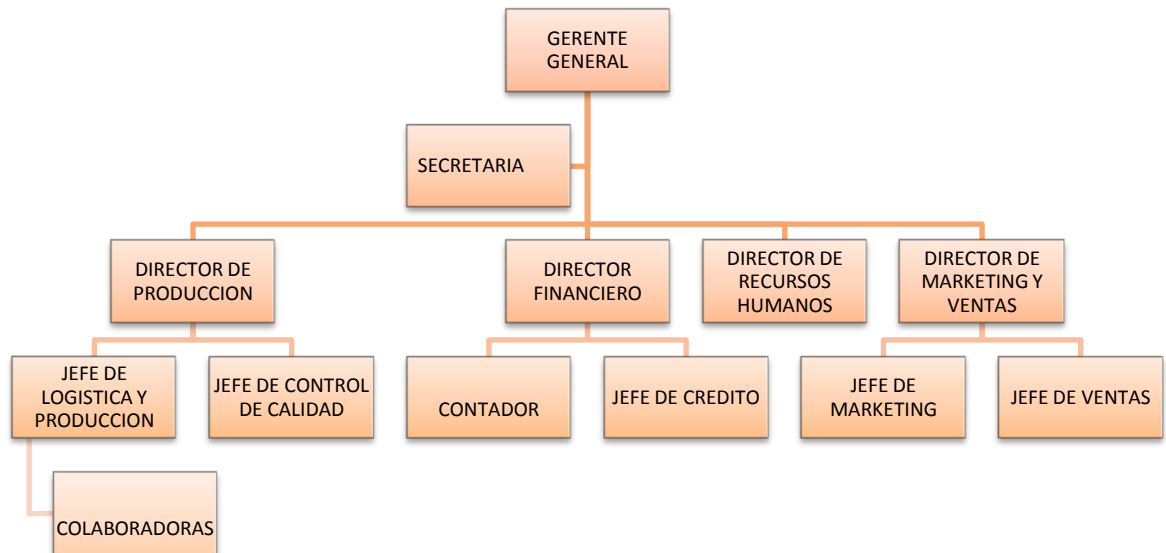 GERENTE
GENERAL
SECRETARIA
DIRECTOR DE
PRODUCCION
DIRECTOR
FINANCIERO
DIRECTOR DE
RECURSOS
HUMANOS
DIRECTOR DE
MARKETING Y
VENTAS
JEFE DE
LOGISTICA Y
PRODUCCION
JEFE DE CONTROL
DE CALIDAD
CONTADOR
JEFE DE CREDITO
JEFE DE
MARKETING
JEFE DE VENTAS
COLABORADORAS